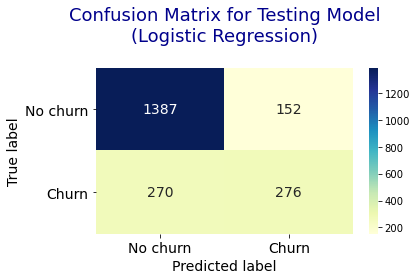 Confusion Matrix for Testing Model
(Logistic Regression)
True label
No churn
1387
152
Churn
270
276
No churn
Churn
Predicted label
1200
1000
800
600
400
200